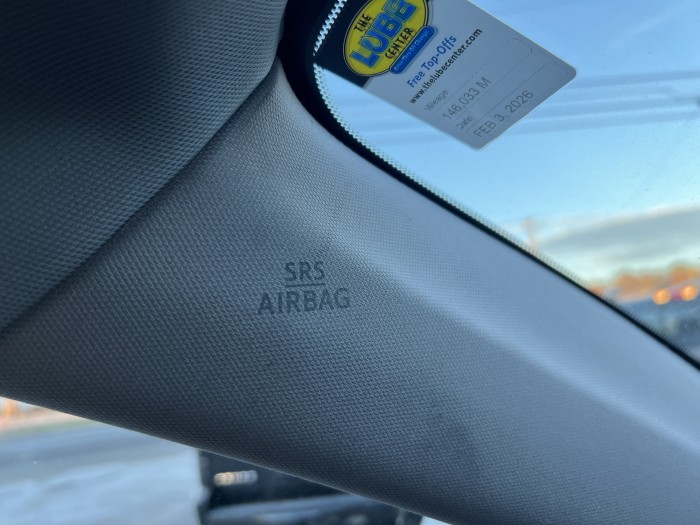 THE
LUBE
CENTER
Free Top-Offs
www.thelubecenter.com
Mileage
146,033 M
Date
FEB 3, 2026
SRS
AIRBAG